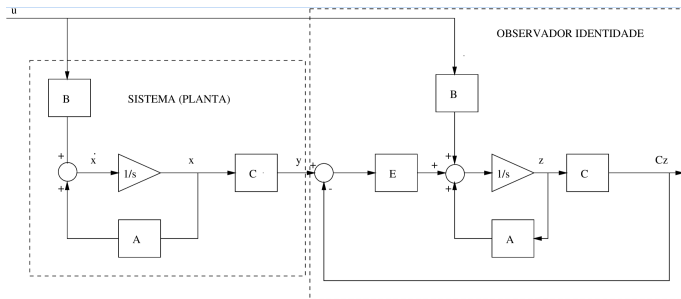 u
OBSERVADOR IDENTIDADE
B
SISTEMA (PLANTA)
B
+
ẋ
x
y
+
+
+
z
Cz
1/s
C
E
1/s
C
+
-
+
A
A